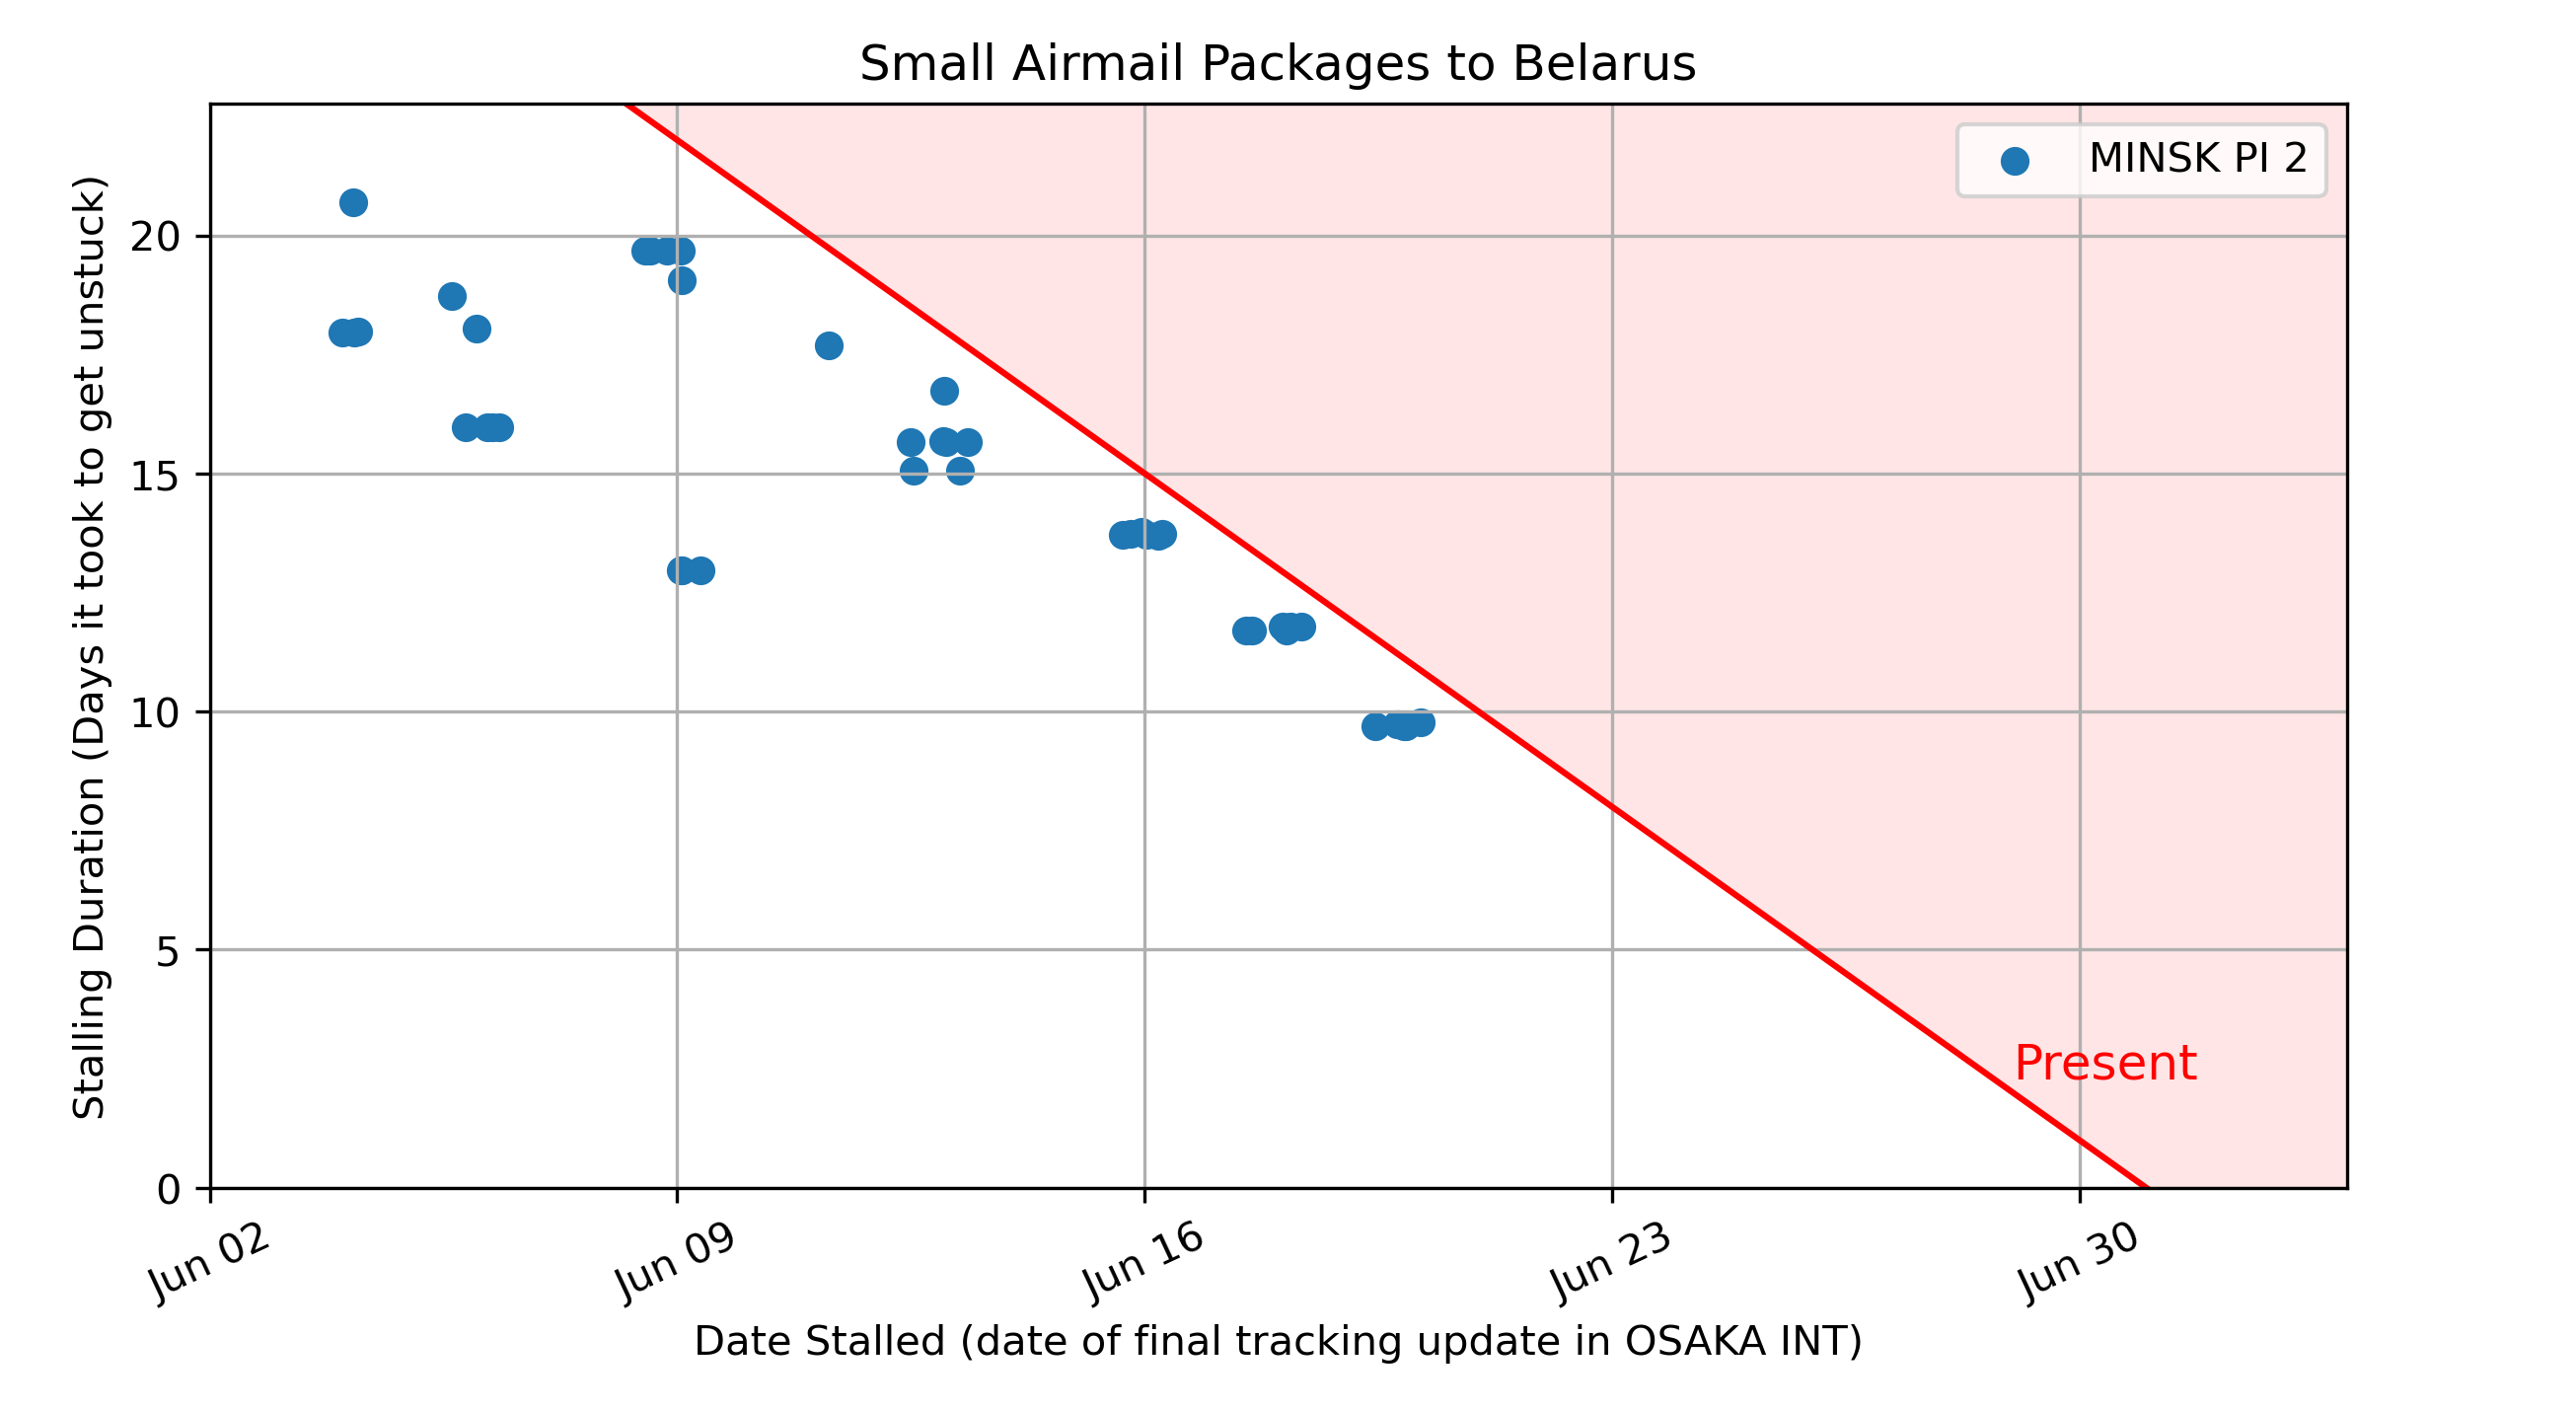 Small Airmail Packages to Belarus
MINSK PI 2
Stalling Duration (Days it took to get unstuck)
20
15
10
5
0
Present
Jun 02
Jun 09
Jun 16
Jun 23
Jun 30
Date Stalled (date of final tracking update in OSAKA INT)